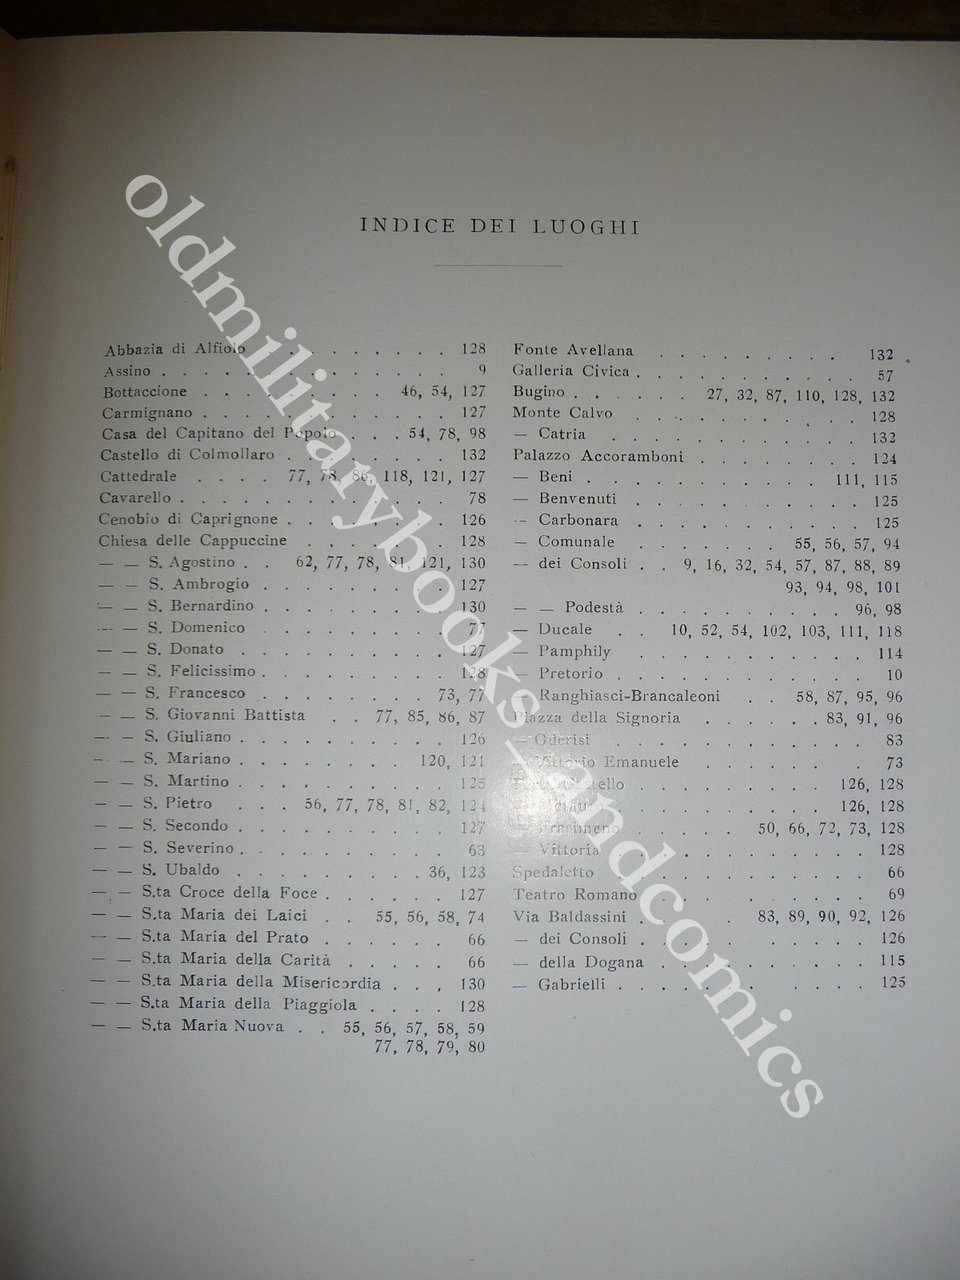 INDICE DEI LUOGHI
Abbazia di Alfiolo . . . . . . . . 128
Assino . . . . . . . . . . . . 9
Bottaccione . . . . . . . . 46, 54, 127
Carmignano . . . . . . . . . . . 127
Casa del Capitano del Popolo . . . 54, 78, 98
Castello di Colmollaro . . . . . . . 132
Cattedrale . . . . 77, 78, 86, 118, 121, 127
Cavarello . . . . . . . . . . . . 78
Cenobio di Caprignone . . . . . . . 126
Chiesa delle Cappuccine . . . . . . 128
— — S. Agostino . . 62, 77, 78, 81, 121, 130
— — S. Ambrogio . . . . . . . . 127
— — S. Bernardino . . . . . . . . 130
— — S. Domenico . . . . . . . . 77
— — S. Donato . . . . . . . . . 127
— — S. Felicissimo . . . . . . . . 128
— — S. Francesco . . . . . . . 73, 77
— — S. Giovanni Battista . . 77, 85, 86, 87
— — S. Giuliano . . . . . . . . . 126
— — S. Mariano . . . . . . . 120, 121
— — S. Martino . . . . . . . . . 125
— — S. Pietro . . . 56, 77, 78, 81, 82, 124
— — S. Secondo . . . . . . . . . 127
— — S. Severino . . . . . . . . . 63
— — S. Ubaldo . . . . . . . . 36, 123
— — S.ta Croce della Foce . . . . . 127
— — S.ta Maria dei Laici . . 55, 56, 58, 74
— — S.ta Maria del Prato . . . . . . 66
— — S.ta Maria della Carità . . . . . 66
— — S.ta Maria della Misericordia . . . 130
— — S.ta Maria della Piaggiola . . . . 128
— — S.ta Maria Nuova . . 55, 56, 57, 58, 59
77, 78, 79, 80
Fonte Avellana . . . . . . . . . 132
Galleria Civica . . . . . . . . . . 57
Bugino . . . . . . 27, 32, 87, 110, 128, 132
Monte Calvo . . . . . . . . . . 128
— Catria . . . . . . . . . . . 132
Palazzo Accoramboni . . . . . . . . 124
— Beni . . . . . . . . . . . 111, 115
— Benvenuti . . . . . . . . . . 125
— Carbonara . . . . . . . . . . 125
— Comunale . . . . . . . 55, 56, 57, 94
— dei Consoli . . 9, 16, 32, 54, 57, 87, 88, 89
93, 94, 98, 101
— — Podestà . . . . . . . . . . 96, 98
— Ducale . . 10, 52, 54, 102, 103, 111, 118
— Pamphily . . . . . . . . . . 114
— Pretorio . . . . . . . . . . . 10
— Ranghiasci-Brancaleoni . . 58, 87, 95, 96
Piazza della Signoria . . . . . . 83, 91, 96
— Oderisi . . . . . . . . . . . 83
— Vittorio Emanuele . . . . . . . 73
Castello . . . . . . . . 126, 128
. . . . . . . . 126, 128
— . . . . . . 50, 66, 72, 73, 128
— Vittoria . . . . . . . . . . 128
Spedaletto . . . . . . . . . . . 66
Teatro Romano . . . . . . . . . . 69
Via Baldassini . . . . . 83, 89, 90, 92, 126
— dei Consoli . . . . . . . . . 126
— della Dogana . . . . . . . . . 115
— Gabrielli . . . . . . . . . . 125
oldmilitarybooks_andcomics